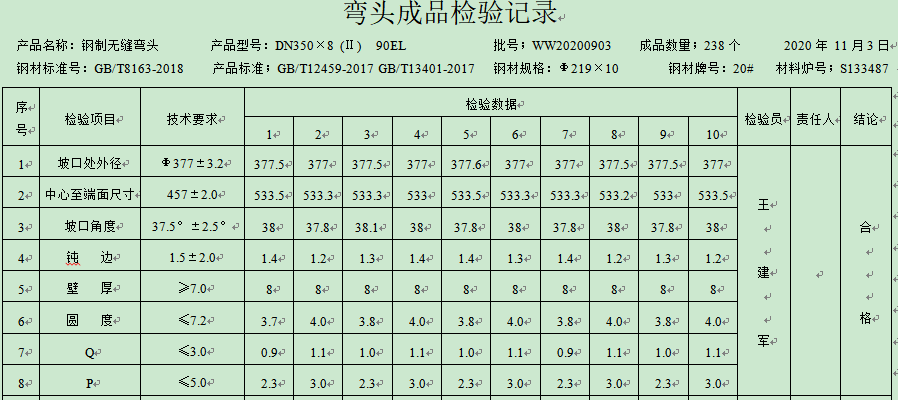 弯头成品检验记录
产品名称：钢制无缝弯头 产品型号：DN350×8 (Ⅱ) 90EL 批号；WW20200903 成品数量；238 个 2020 年 11 月 3 日
钢材标准号：GB/T8163-2018 产品标准；GB/T12459-2017 GB/T13401-2017 钢材规格：Φ219×10 钢材牌号：20# 材料炉号；S133487
序号 检验项目 技术要求 检验数据 检验员 责任人 结论
1 2 3 4 5 6 7 8 9 10
1 坡口处外径 Φ377±3.2 377.5 377 377.5 377 377.6 377 377 377.5 377.5 377
2 中心至端面尺寸 457±2.0 533.5 533.3 533.3 533 533.5 533.3 533.3 533.2 533 533.5
3 坡口角度 37.5°±2.5° 38 37.8 38.1 38 37.8 38 37.8 38 37.8 38
4 钝 边 1.5±2.0 1.4 1.2 1.3 1.4 1.4 1.3 1.4 1.2 1.3 1.2
5 壁 厚 ≥7.0 8 8 8 8 8 8 8 8 8 8
6 圆 度 ≤7.2 3.7 4.0 3.8 4.0 3.8 4.0 3.8 4.0 3.8 4.0
7 Q ≤3.0 0.9 1.1 1.0 1.1 1.0 1.1 0.9 1.1 1.0 1.1
8 P ≤5.0 2.3 3.0 2.3 3.0 2.3 3.0 2.3 3.0 2.3 3.0
王建军
合格